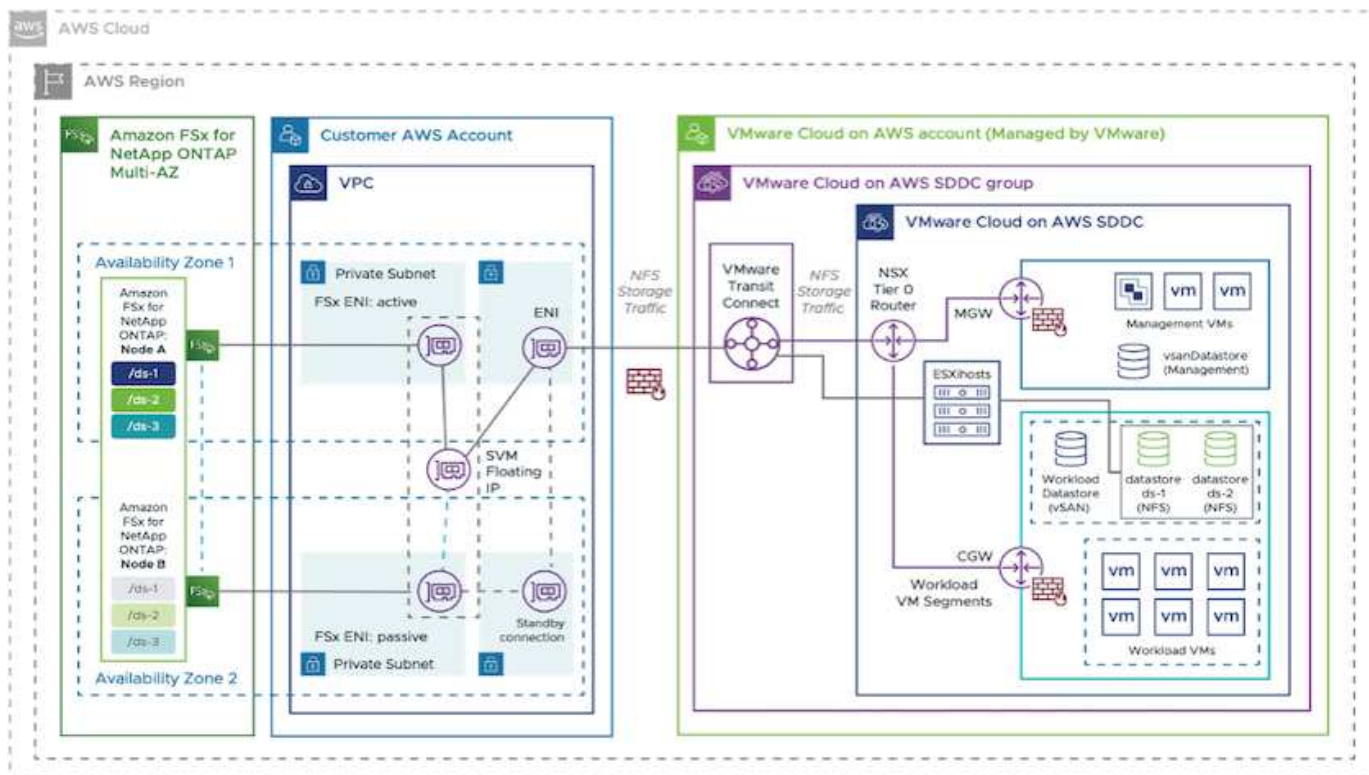 aws
AWS Cloud
AWS Region
FSx
Amazon FSx for
NetApp ONTAP
Multi-AZ
Customer AWS Account
VPC
Availability Zone 1
Amazon
FSx for
NetApp
ONTAP:
Node A
/ds-1
/ds-2
/ds-3
FSx
Private Subnet
FSx ENI: active
ENI
SVM
Floating
IP
Amazon
FSx for
NetApp
ONTAP:
Node B
/ds-1
/ds-2
/ds-3
FSx
FSx ENI: passive
Private Subnet
Standby
connection
Availability Zone 2
NFS
Storage
Traffic
VMware Cloud on AWS account (Managed by VMware)
VMware Cloud on AWS SDDC group
VMware
Transit
Connect
NFS
Storage
Traffic
VMware Cloud on AWS SDDC
NSX
Tier 0
Router
MGW
vm
vm
Management VMs
vsanDatastore
(Management)
ESXihosts
Workload
Datastore
(vSAN)
datastore
ds-1
(NFS)
datastore
ds-2
(NFS)
CGW
Workload
VM Segments
vm vm vm
vm vm vm
Workload VMs